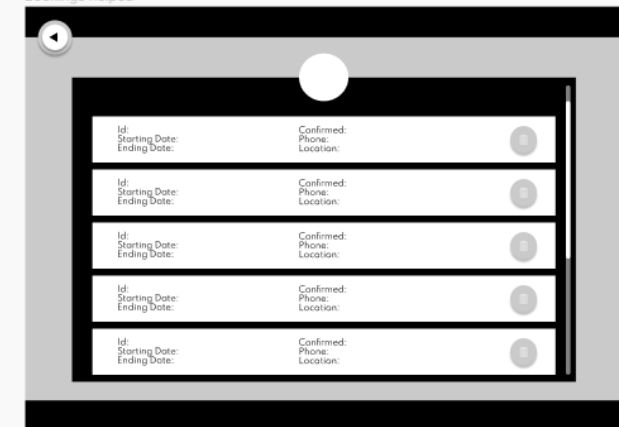 Id:
Starting Date:
Ending Date:
Confirmed:
Phone:
Location:
Id:
Starting Date:
Ending Date:
Confirmed:
Phone:
Location:
Id:
Starting Date:
Ending Date:
Confirmed:
Phone:
Location:
Id:
Starting Date:
Ending Date:
Confirmed:
Phone:
Location:
Id:
Starting Date:
Ending Date:
Confirmed:
Phone:
Location: